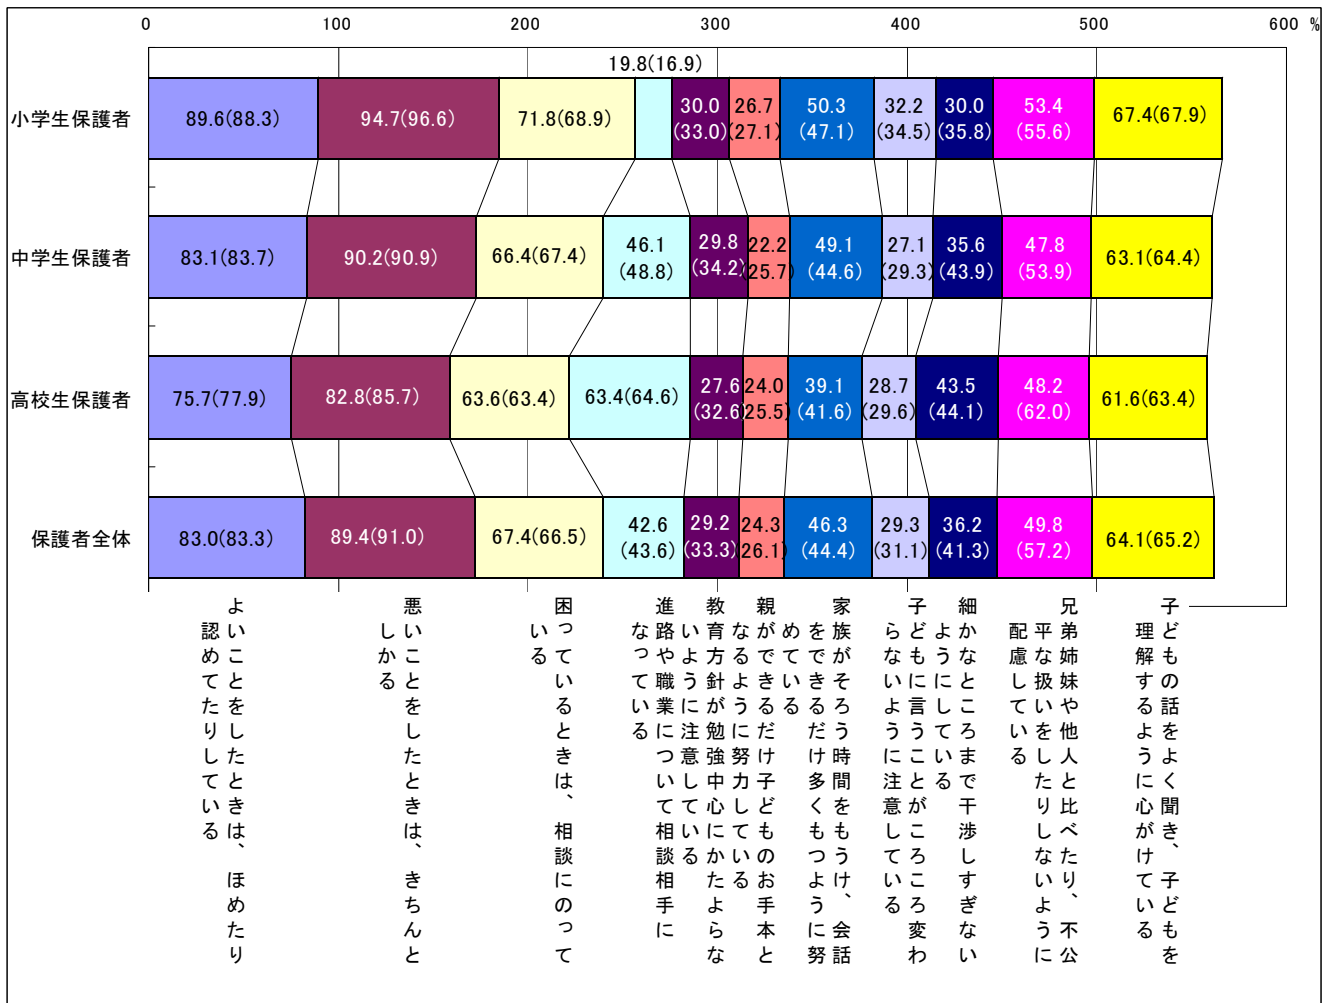 0 100 200 300 400 500 600 %
19.8(16.9)
小学生保護者
89.6(88.3) 94.7(96.6) 71.8(68.9)
30.0
(33.0)
26.7
(27.1)
50.3
(47.1)
32.2
(34.5)
30.0
(35.8)
53.4
(55.6)
67.4(67.9)
中学生保護者
83.1(83.7) 90.2(90.9) 66.4(67.4)
46.1
(48.8)
29.8
(34.2)
22.2
(25.7)
49.1
(44.6)
27.1
(29.3)
35.6
(43.9)
47.8
(53.9)
63.1(64.4)
高校生保護者
75.7(77.9) 82.8(85.7) 63.6(63.4) 63.4(64.6)
27.6
(32.6)
24.0
(25.5)
39.1
(41.6)
28.7
(29.6)
43.5
(44.1)
48.2
(62.0)
61.6(63.4)
保護者全体
83.0(83.3) 89.4(91.0) 67.4(66.5)
42.6
(43.6)
29.2
(33.3)
24.3
(26.1)
46.3
(44.4)
29.3
(31.1)
36.2
(41.3)
49.8
(57.2)
64.1(65.2)
よいことをしたときは、ほめたり
認めてたりしている
悪いことをしたときは、きちんと
しかる
困っているときは、相談にのって
いる
進路や職業について相談相手に
なっている
教育方針が勉強中心にかたよらな
いように注意している
親ができるだけ子どものお手本と
なるように努力している
家族がそろう時間をもうけ、会話
をできるだけ多くもつように努
めている
子どもに言うことがころころ変わ
らないように注意している
細かなところまで干渉しすぎない
ようにしている
兄弟姉妹や他人と比べたり、不公
平な扱いをしたりしないように
配慮している
子どもの話をよく聞き、子どもを
理解するように心がけている